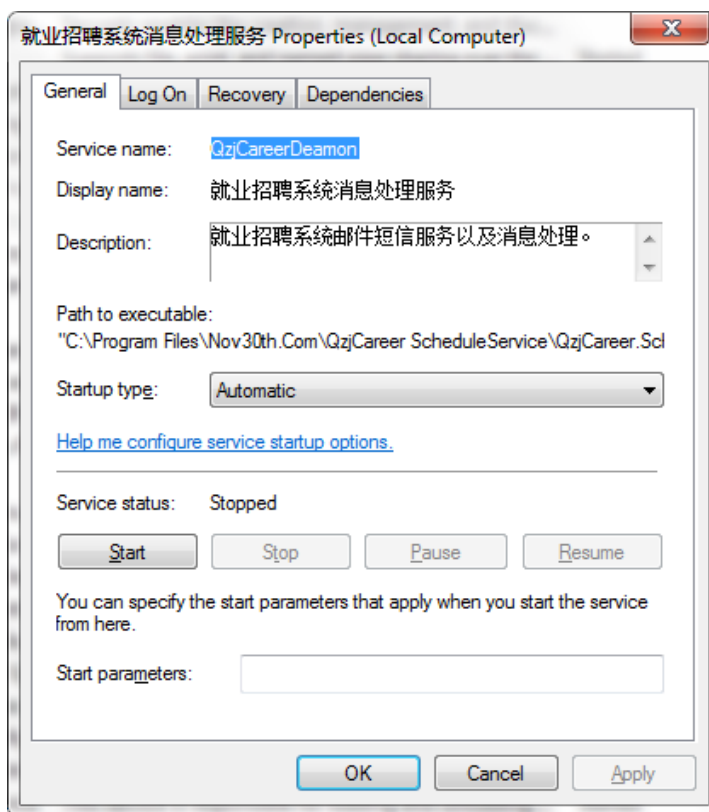 就业招聘系统消息处理服务 Properties (Local Computer)
General Log On Recovery Dependencies
Service name: QzjCareerDeamon
Display name: 就业招聘系统消息处理服务
Description: 就业招聘系统邮件短信服务以及消息处理。
Path to executable:
"C:\Program Files\Nov30th.Com\QzjCareer ScheduleService\QzjCareer.Scl
Startup type: Automatic
Help me configure service startup options.
Service status: Stopped
Start Stop Pause Resume
You can specify the start parameters that apply when you start the service
from here.
Start parameters:
OK Cancel Apply